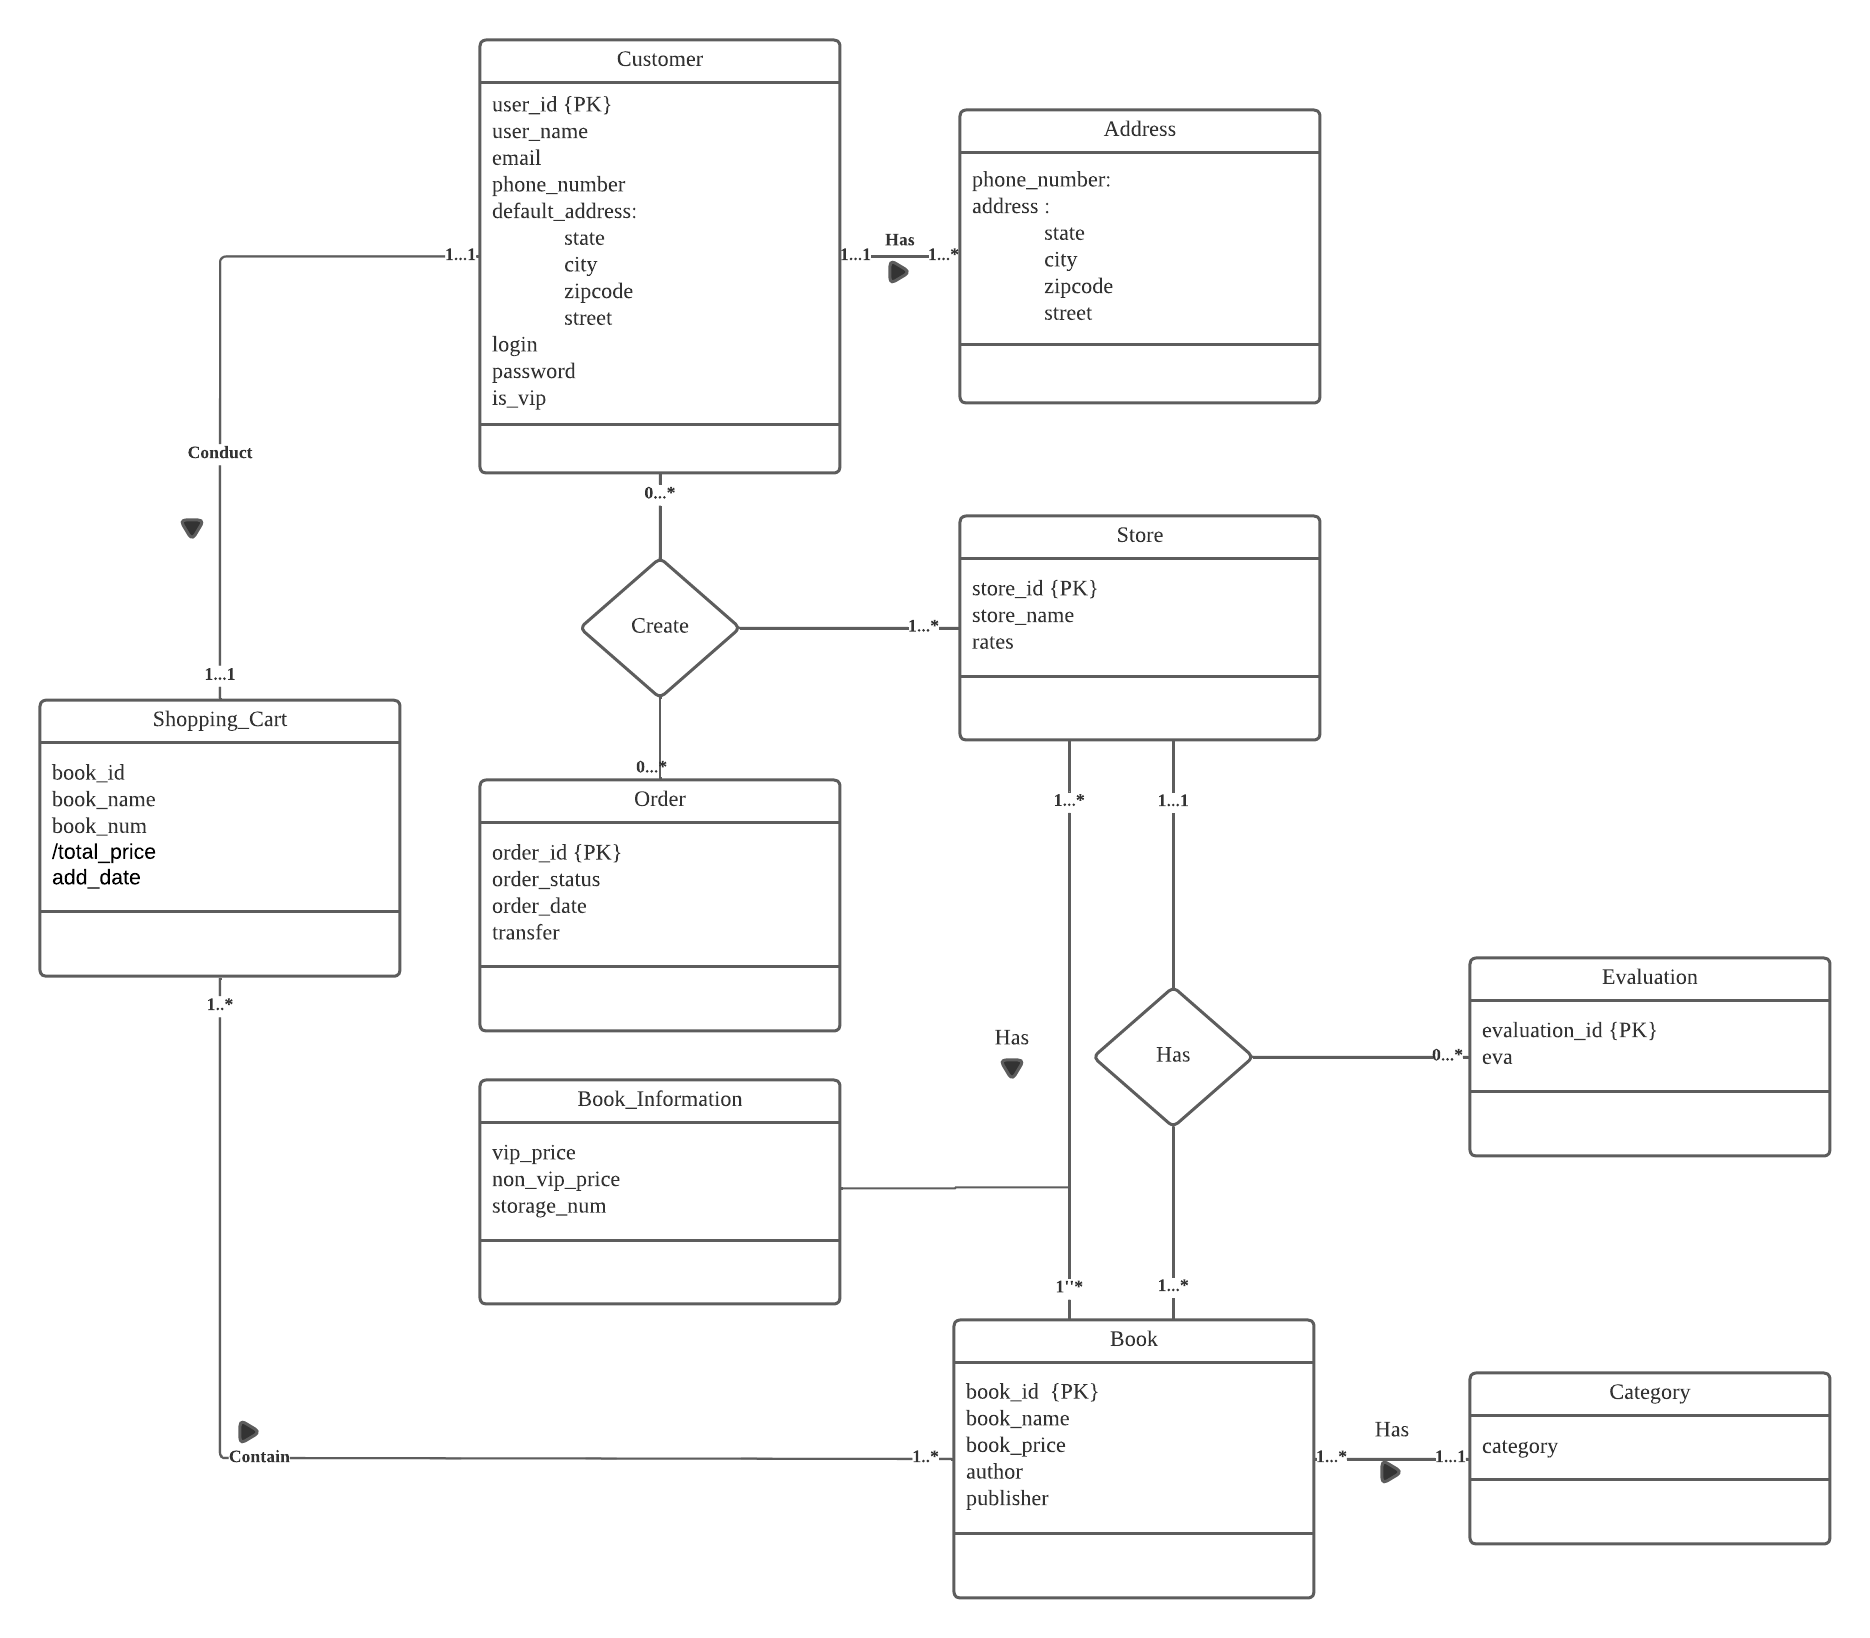 Customer
user_id {PK}
user_name
email
phone_number
default_address:
state
city
zipcode
street
login
password
is_vip
1...1
1...1
Has
1...*
Address
phone_number:
address :
state
city
zipcode
street
Conduct
0...*
Create
1...*
Store
store_id {PK}
store_name
rates
1...1
Shopping_Cart
book_id
book_name
book_num
/total_price
add_date
0...*
Order
order_id {PK}
order_status
order_date
transfer
1...*
1...1
1..*
Has
Has
0...*
Evaluation
evaluation_id {PK}
eva
Book_Information
vip_price
non_vip_price
storage_num
1''*
1...*
Book
book_id  {PK}
book_name
book_price
author
publisher
Contain
1..*
1...*
Has
1...1
Category
category